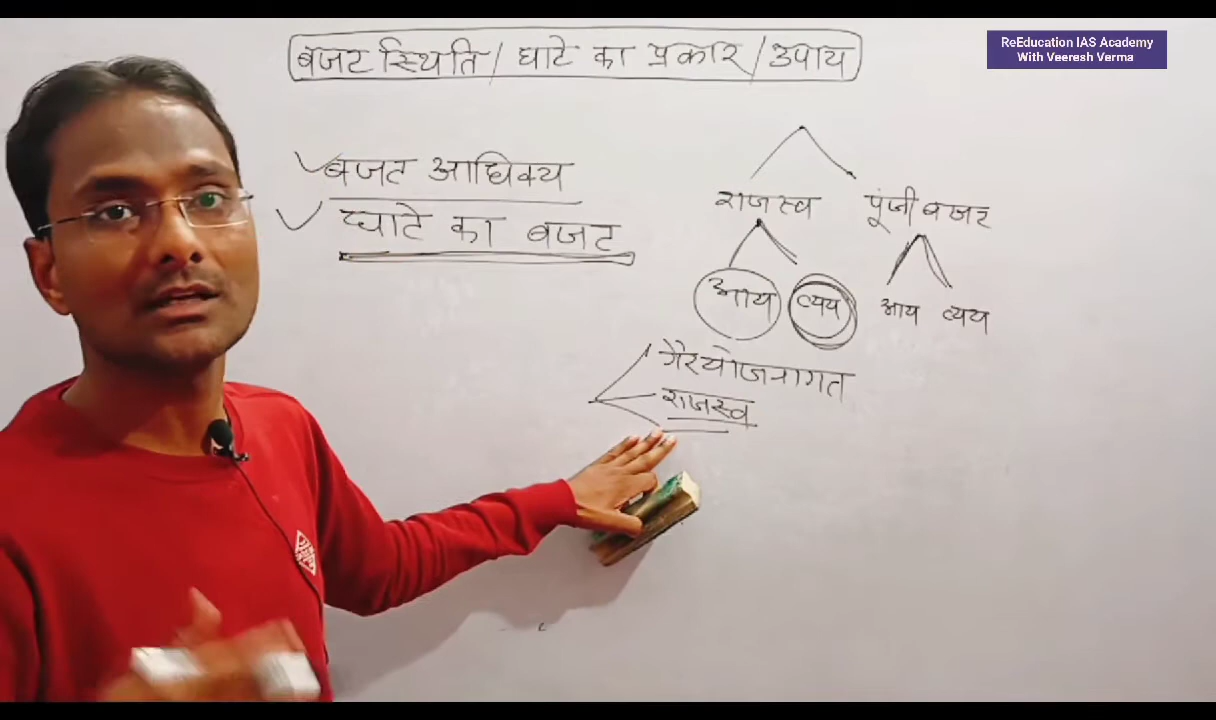 बजट स्थिति / घाटे का प्रकार / उपाय
ReEducation IAS Academy
With Veeresh Verma
बजट आधिक्य
घाटे का बजट
राजस्व पूंजी बजट
आय व्यय आय व्यय
गैरयोजनागत
राजस्व